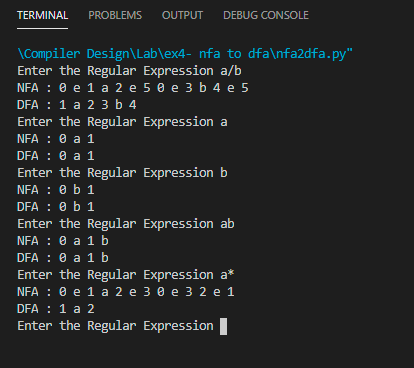 TERMINAL PROBLEMS OUTPUT DEBUG CONSOLE
\Compiler Design\Lab\ex4- nfa to dfa\nfa2dfa.py"
Enter the Regular Expression a/b
NFA : 0 e 1 a 2 e 5 0 e 3 b 4 e 5
DFA : 1 a 2 3 b 4
Enter the Regular Expression a
NFA : 0 a 1
DFA : 0 a 1
Enter the Regular Expression b
NFA : 0 b 1
DFA : 0 b 1
Enter the Regular Expression ab
NFA : 0 a 1 b
DFA : 0 a 1 b
Enter the Regular Expression a*
NFA : 0 e 1 a 2 e 3 0 e 3 2 e 1
DFA : 1 a 2
Enter the Regular Expression